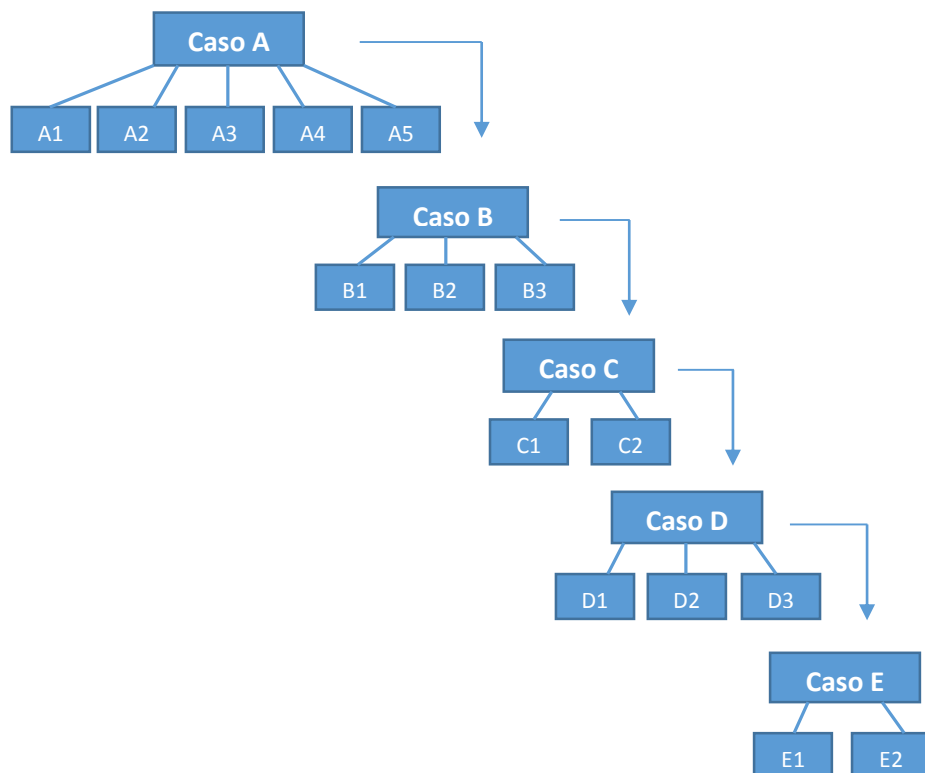 Caso A
A1 A2 A3 A4 A5
Caso B
B1 B2 B3
Caso C
C1 C2
Caso D
D1 D2 D3
Caso E
E1 E2